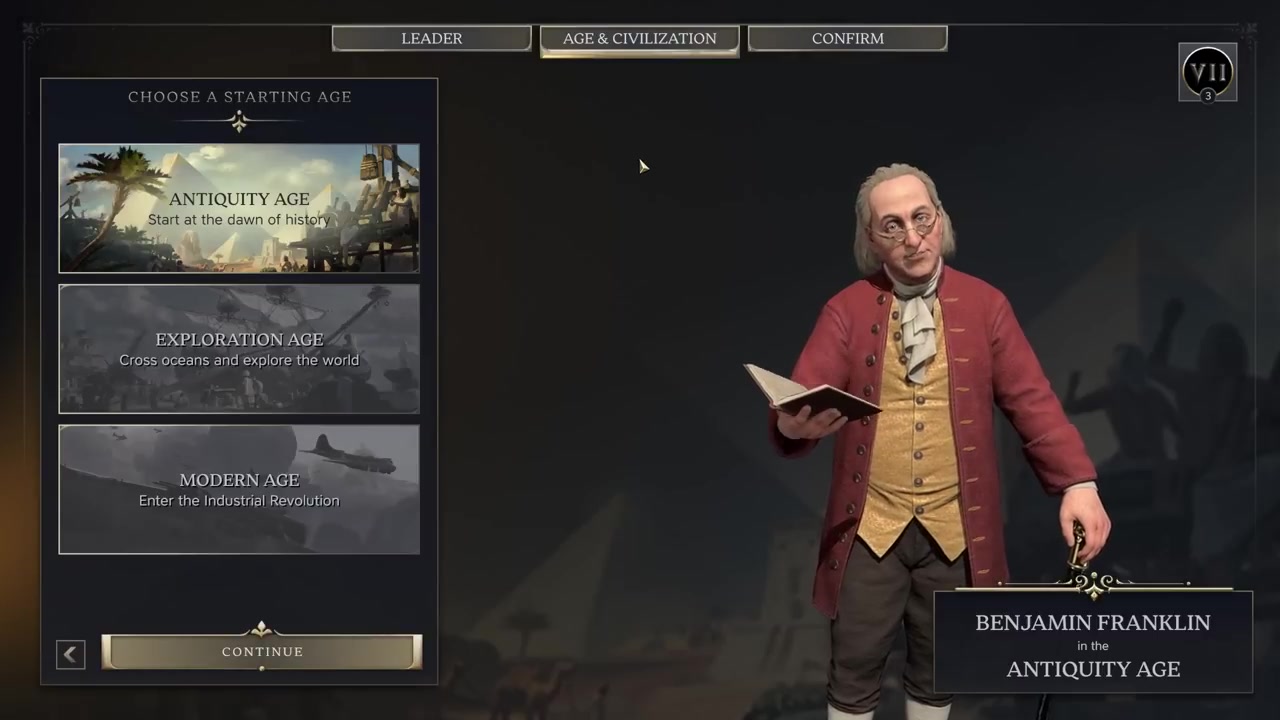 LEADER
AGE & CIVILIZATION
CONFIRM
VII
3
CHOOSE A STARTING AGE
ANTIQUITY AGE
Start at the dawn of history
EXPLORATION AGE
Cross oceans and explore the world
MODERN AGE
Enter the Industrial Revolution
CONTINUE
BENJAMIN FRANKLIN
in the
ANTIQUITY AGE